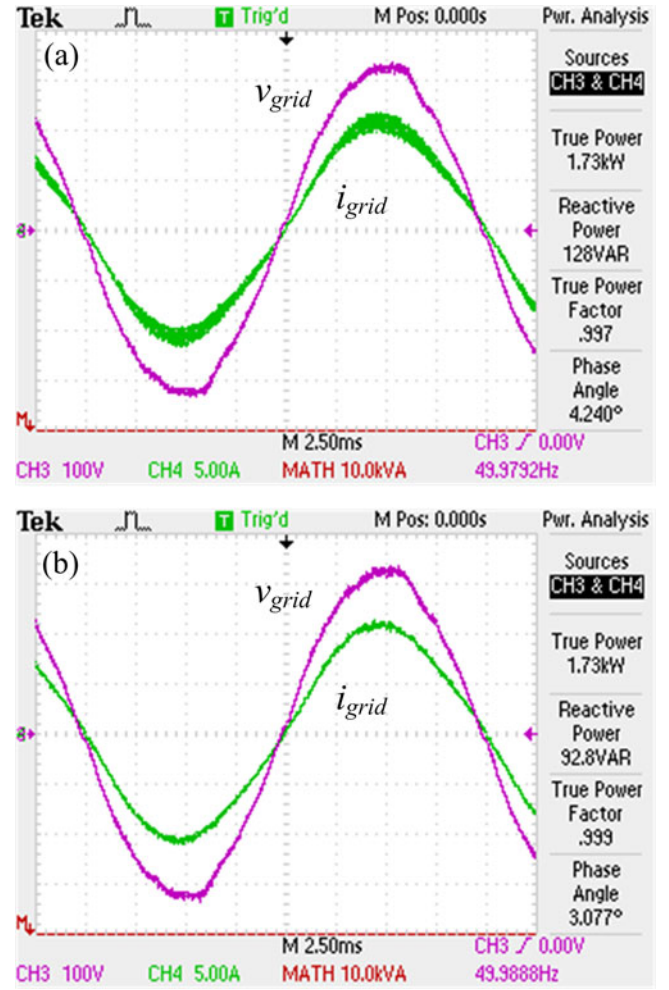 Tek T Trig'd M Pos: 0.000s Pwr. Analysis
(a)
Sources
CH3 & CH4
v_grid
True Power
1.73kW
i_grid
Reactive
Power
128VAR
True Power
Factor
.997
Phase
Angle
4.240°
M 2.50ms CH3 0.00V
CH3 100V CH4 5.00A MATH 10.0kVA 49.9792Hz
Tek T Trig'd M Pos: 0.000s Pwr. Analysis
(b)
Sources
CH3 & CH4
v_grid
True Power
1.73kW
i_grid
Reactive
Power
92.8VAR
True Power
Factor
.999
Phase
Angle
3.077°
M 2.50ms CH3 0.00V
CH3 100V CH4 5.00A MATH 10.0kVA 49.9888Hz